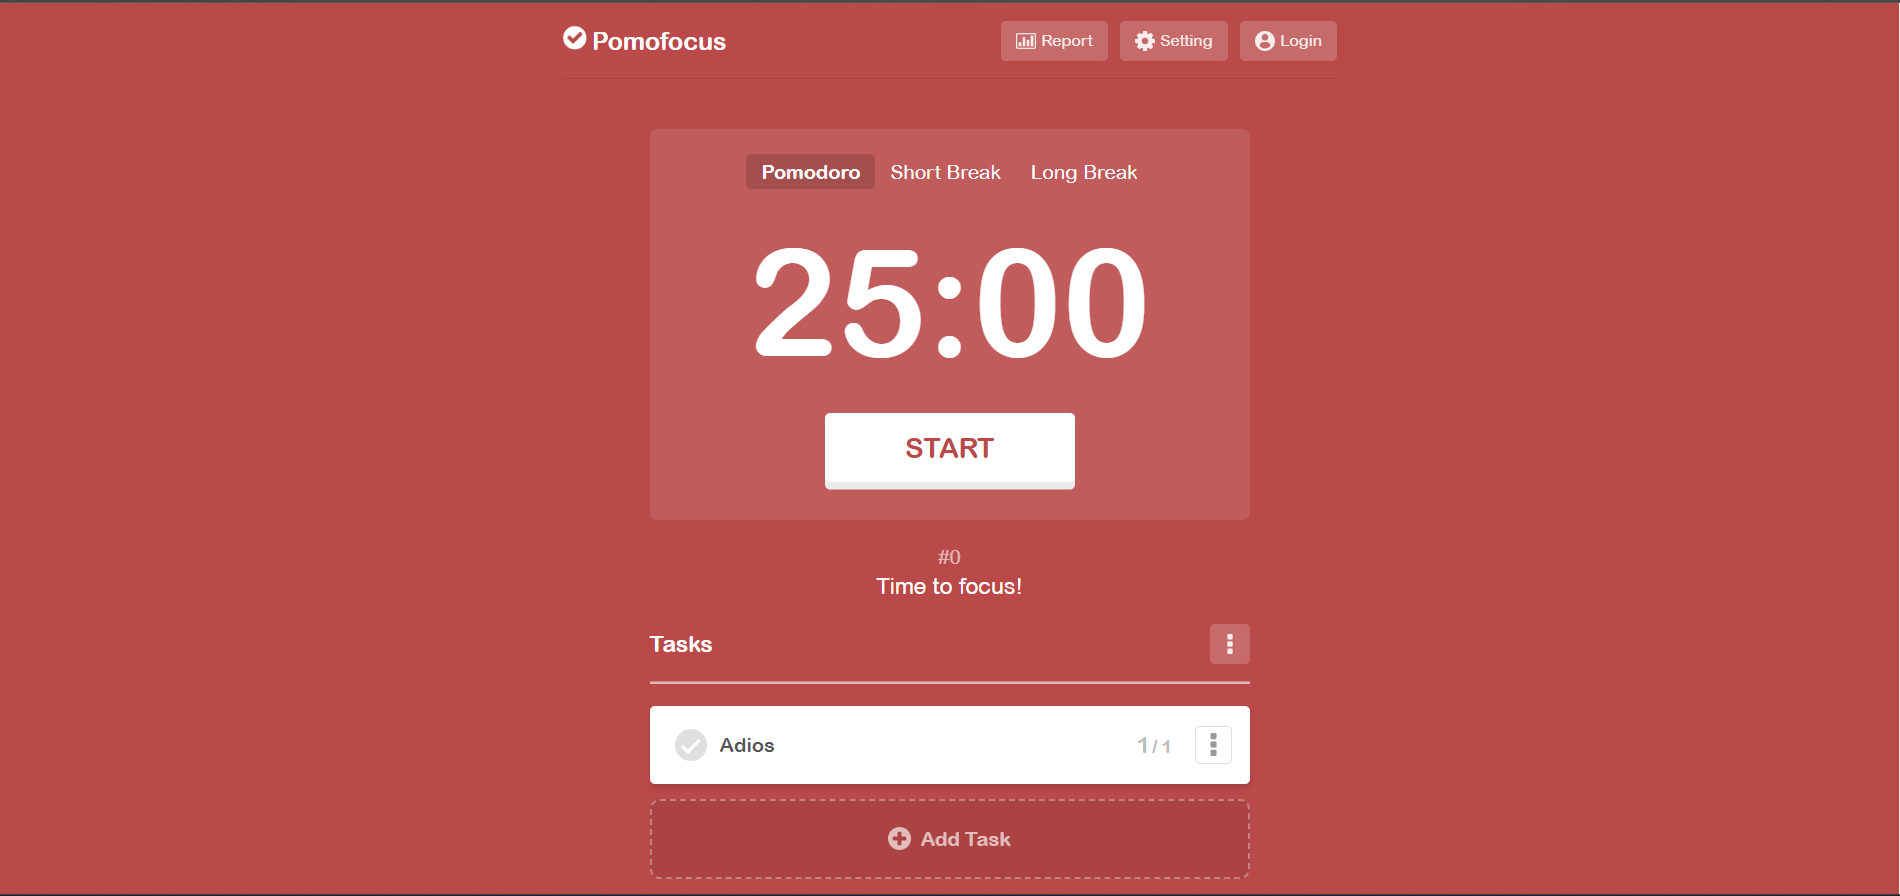 Pomofocus
Report Setting Login
Pomodoro Short Break Long Break
25:00
START
#0
Time to focus!
Tasks
Adios 1/1
Add Task